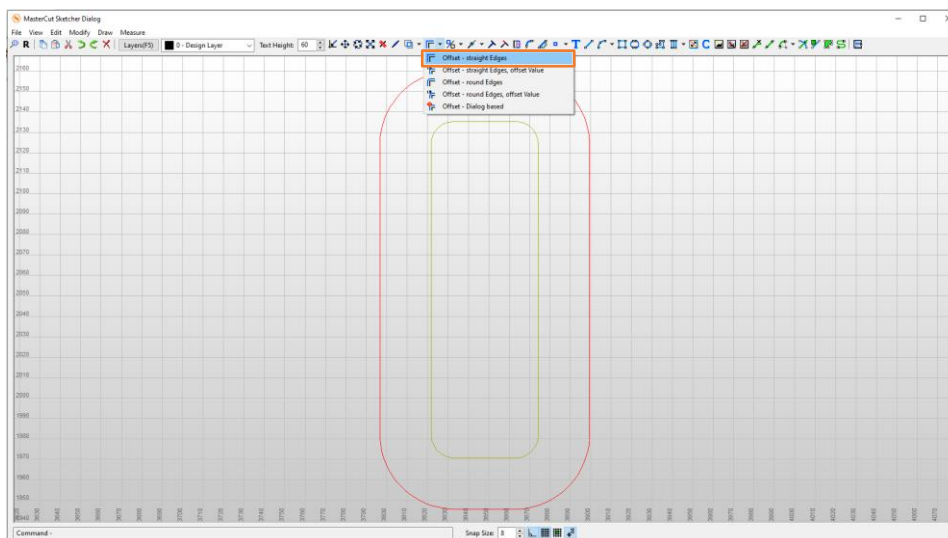 MasterCut Sketcher Dialog
File View Edit Modify Draw Measure
R Layers(F5) 0 - Design Layer Text Height: 60 T C
Offset - straight Edges
Offset - straight Edges, offset Value
Offset - round Edges
Offset - round Edges, offset Value
Offset - Dialog based
2160
2150
2140
2130
2120
2110
2100
2090
2080
2070
2060
2050
2040
2030
2020
2010
2000
1990
1980
1970
1960
1950
Command - Snap Size: 8